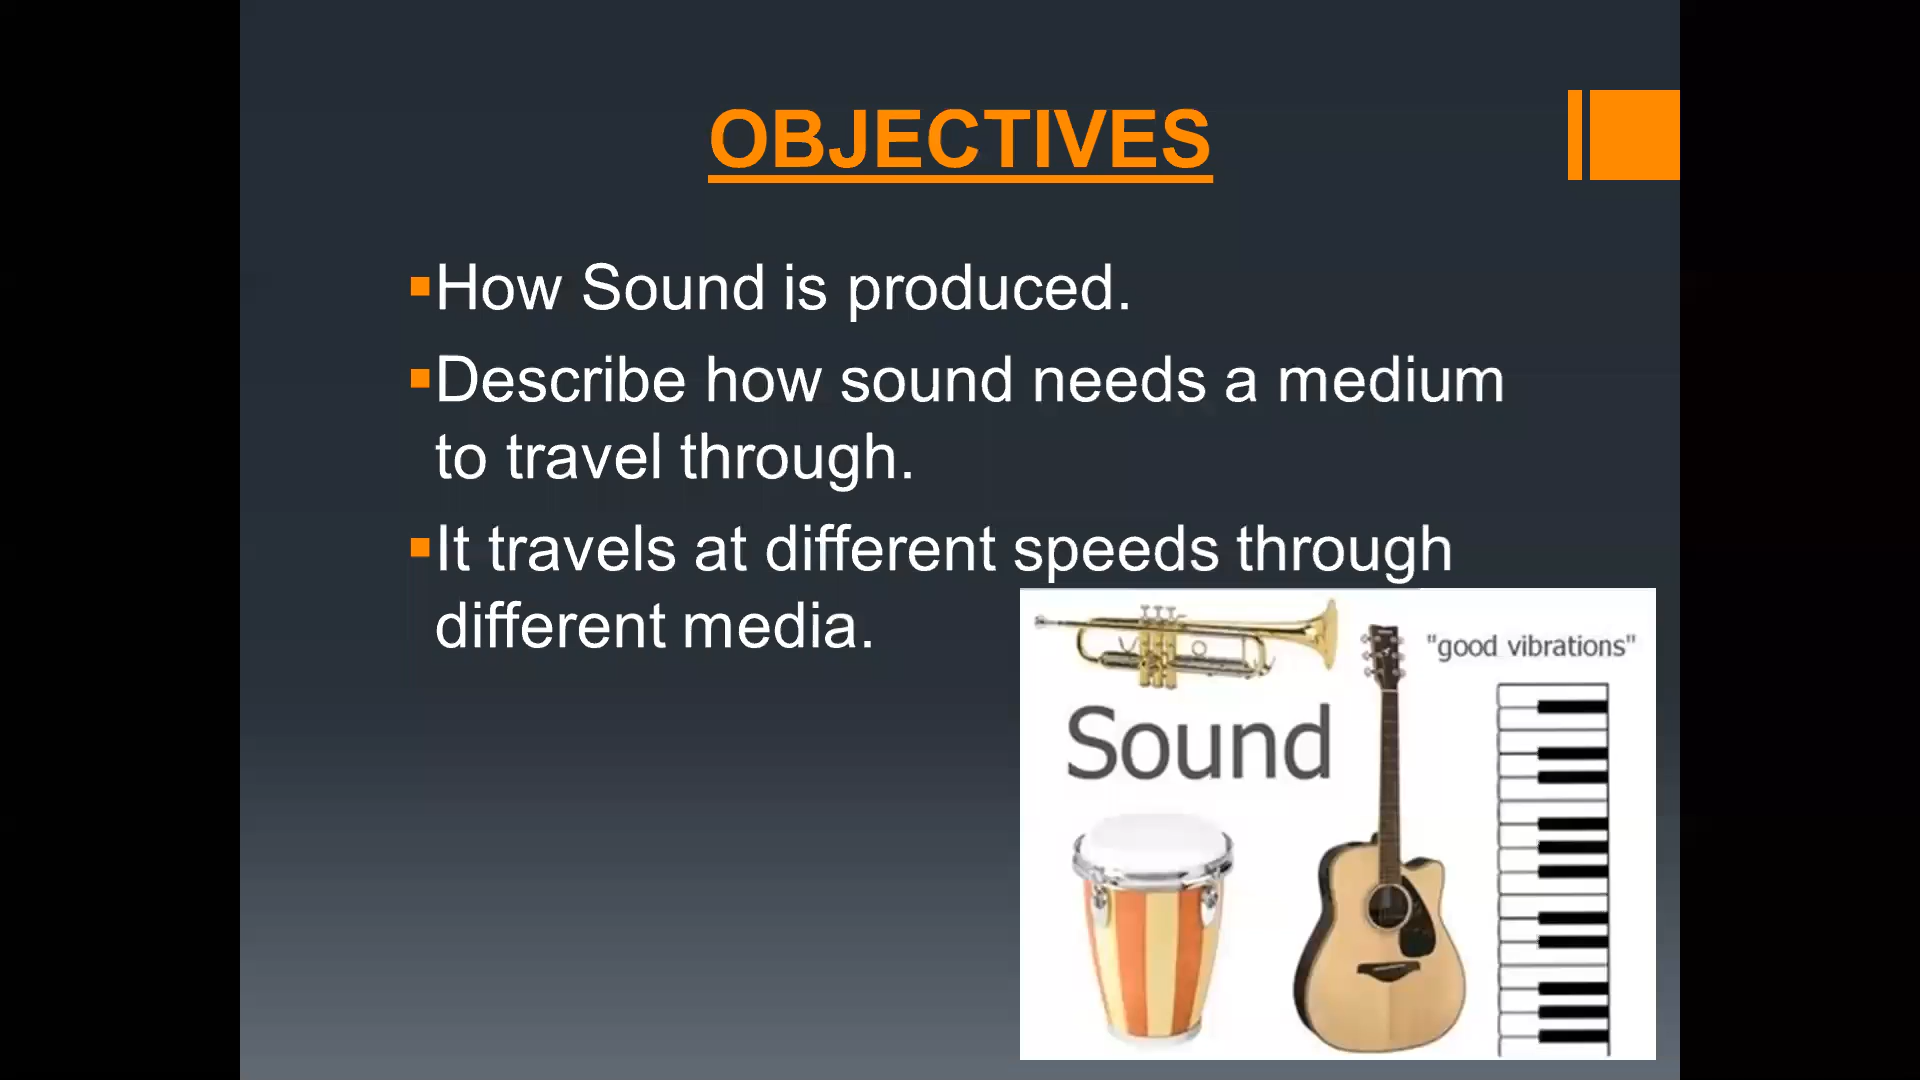 OBJECTIVES
▪How Sound is produced.
▪Describe how sound needs a medium
to travel through.
▪It travels at different speeds through
different media.
"good vibrations"
Sound